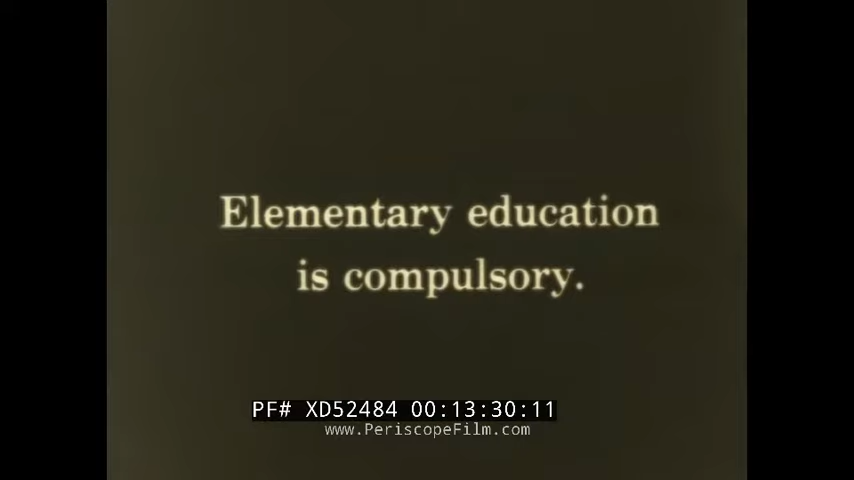 Elementary education
is compulsory.
PF# XD52484 00:13:30:11
www.PeriscopeFilm.com